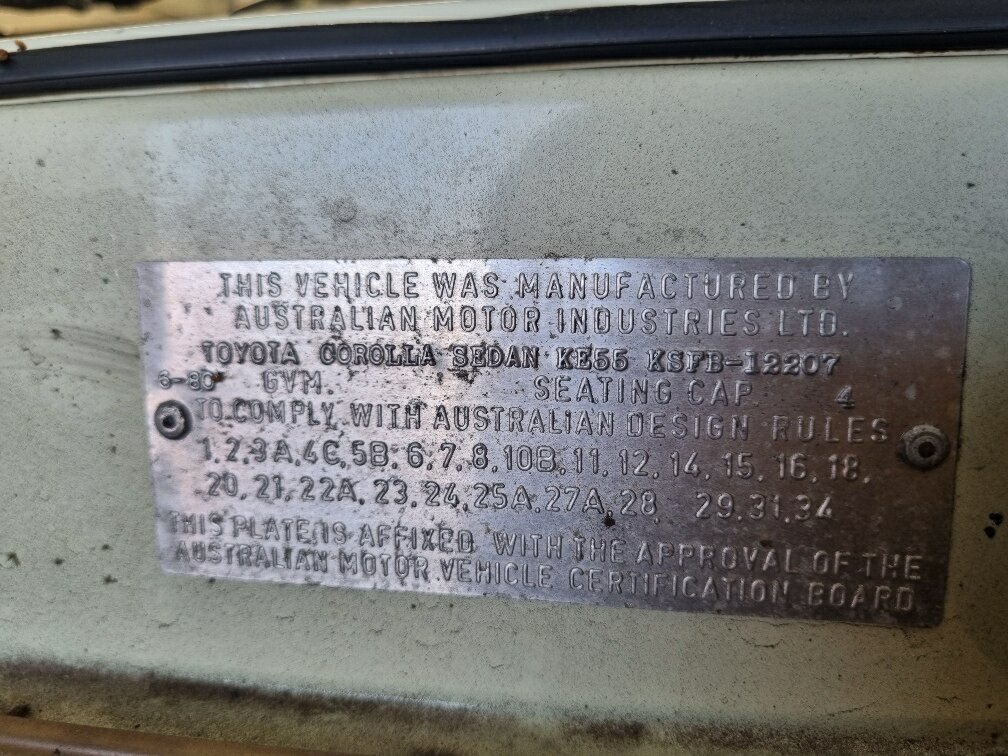 THIS VEHICLE WAS MANUFACTURED BY
AUSTRALIAN MOTOR INDUSTRIES LTD.
TOYOTA COROLLA SEDAN KE55 KSFB-12207
6-80 GVM. SEATING CAP 4
TO COMPLY WITH AUSTRALIAN DESIGN RULES
1, 2, 3A, 4C, 5B, 6, 7, 8, 10B, 11, 12, 14, 15, 16, 18,
20, 21, 22A, 23, 24, 25A, 27A, 28, 29, 31, 34
THIS PLATE IS AFFIXED WITH THE APPROVAL OF THE
AUSTRALIAN MOTOR VEHICLE CERTIFICATION BOARD